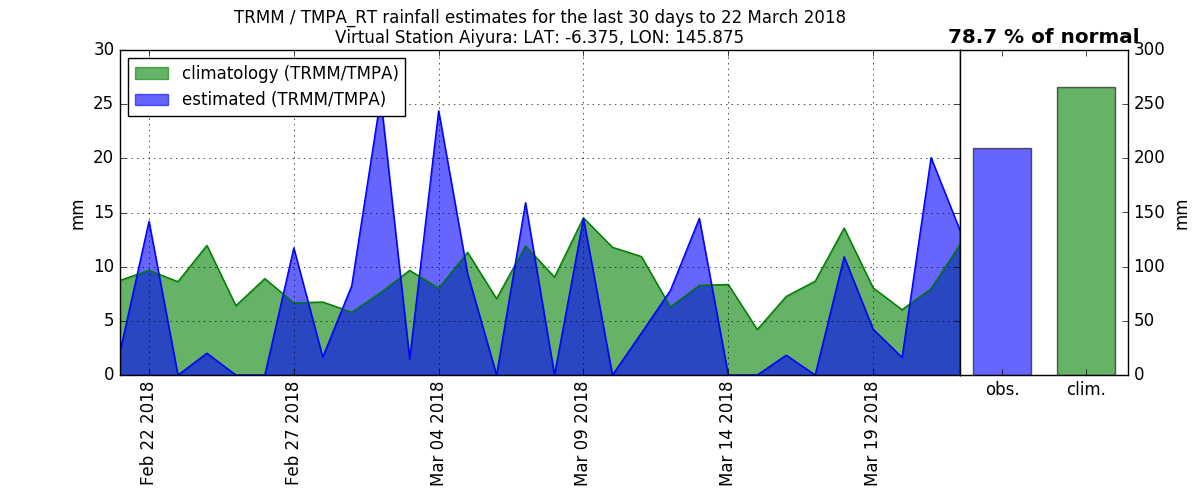 TRMM / TMPA_RT rainfall estimates for the last 30 days to 22 March 2018
Virtual Station Aiyura: LAT: -6.375, LON: 145.875
78.7 % of normal
climatology (TRMM/TMPA)
estimated (TRMM/TMPA)
mm
30
25
20
15
10
5
0
Feb 22 2018
Feb 27 2018
Mar 04 2018
Mar 09 2018
Mar 14 2018
Mar 19 2018
obs.
clim.
300
250
200
150
100
50
0
mm